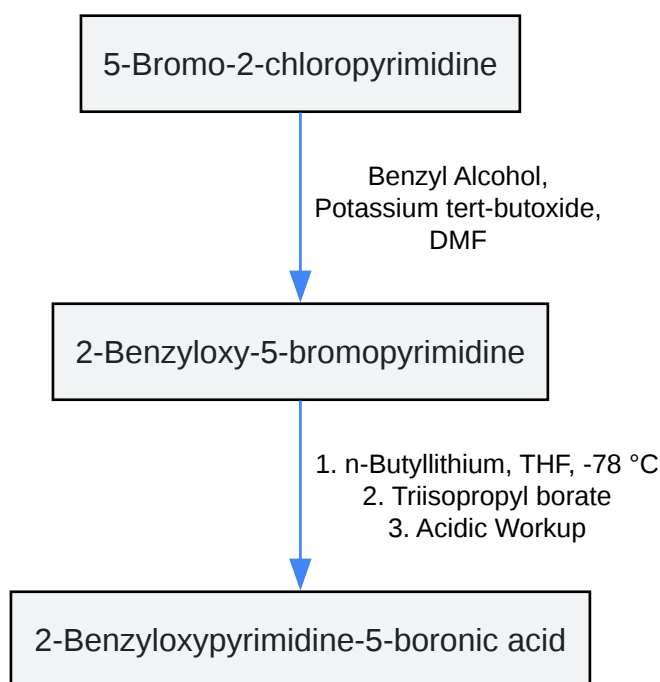 5-Bromo-2-chloropyrimidine
Benzyl Alcohol,
Potassium tert-butoxide,
DMF
2-Benzyloxy-5-bromopyrimidine
1. n-Butyllithium, THF, -78 °C
2. Triisopropyl borate
3. Acidic Workup
2-Benzyloxypyrimidine-5-boronic acid